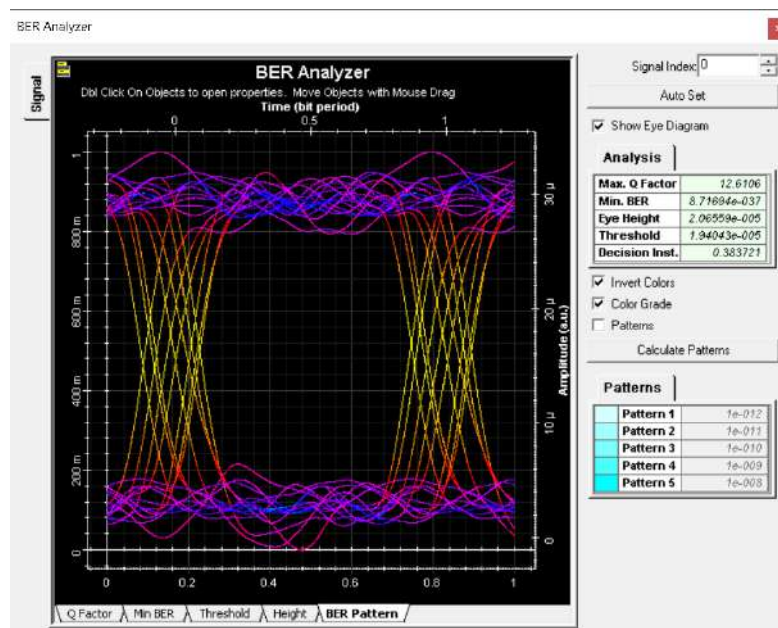 BER Analyzer
Signal
BER Analyzer
Dbl Click On Objects to open properties. Move Objects with Mouse Drag
Time (bit period)
0 0.5 1
1
800 m
600 m
400 m
200 m
0
30 µ
20 µ
10 µ
0
Amplitude (a.u.)
0 0.2 0.4 0.6 0.8 1
Q Factor Min BER Threshold Height BER Pattern
Signal Index: 0
Auto Set
Show Eye Diagram
Analysis
Max. Q Factor 12.6106
Min. BER 8.71694e-037
Eye Height 2.06559e-005
Threshold 1.94043e-005
Decision Inst. 0.383721
Invert Colors
Color Grade
Patterns
Calculate Patterns
Patterns
Pattern 1 1e-012
Pattern 2 1e-011
Pattern 3 1e-010
Pattern 4 1e-009
Pattern 5 1e-008